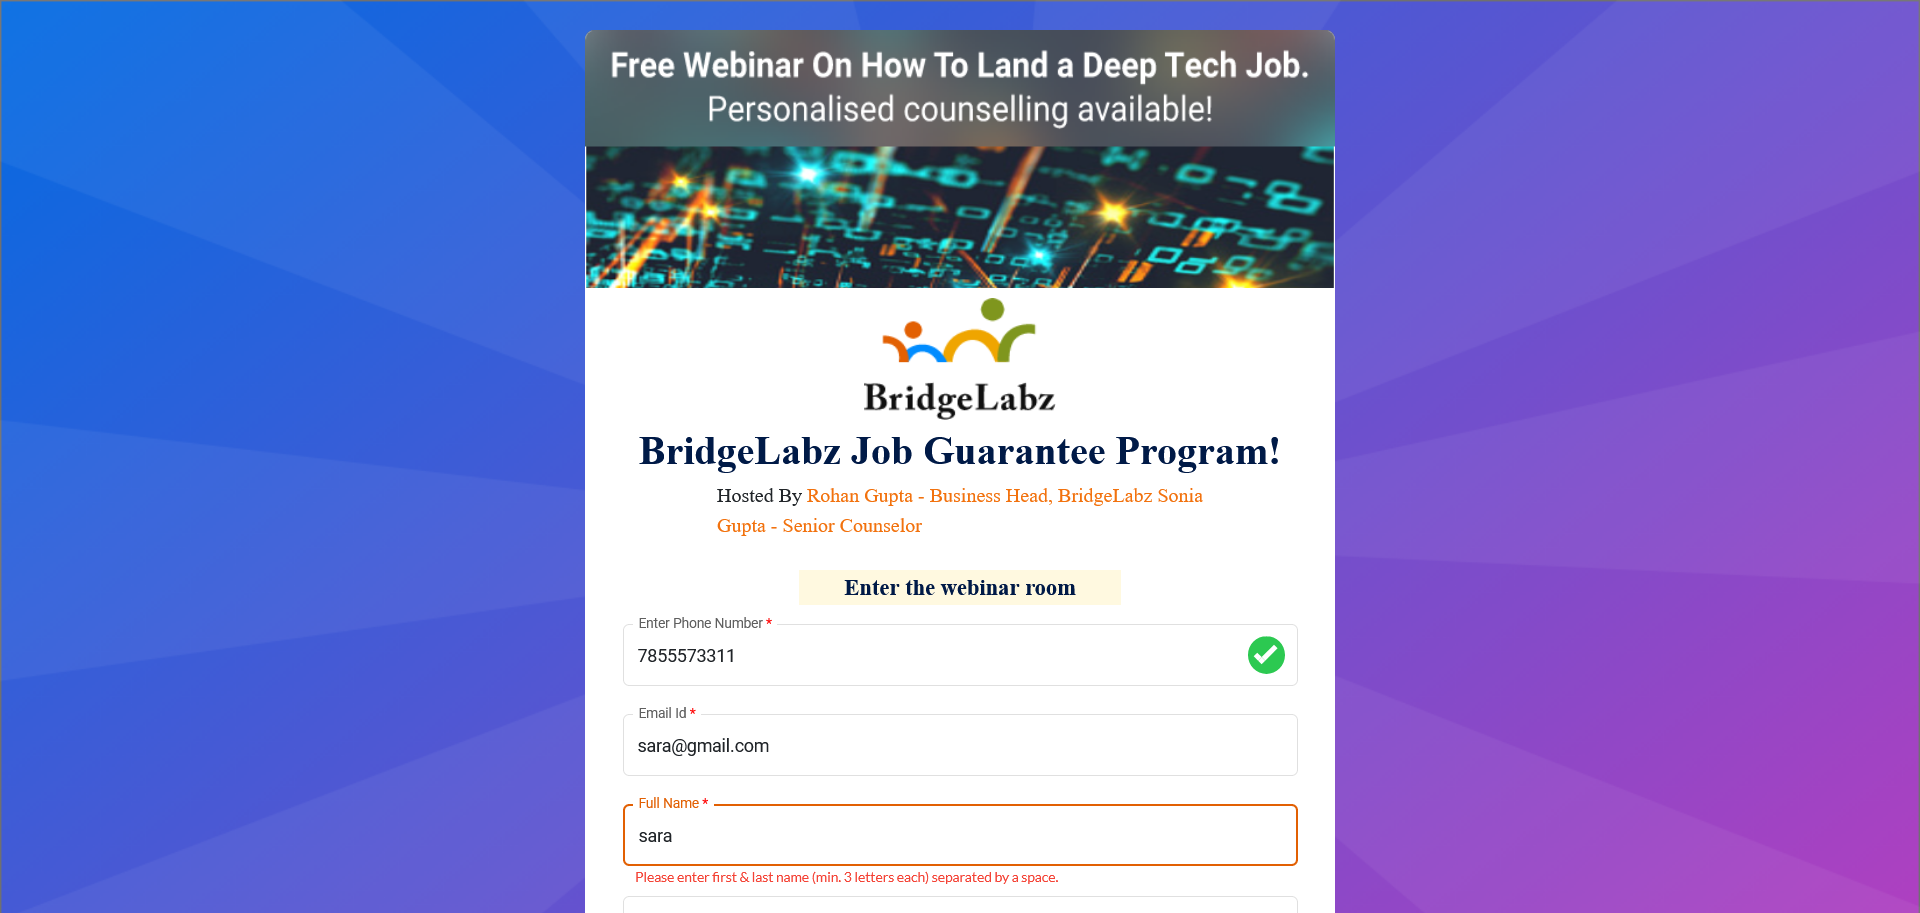 Free Webinar On How To Land a Deep Tech Job.
Personalised counselling available!
BridgeLabz
BridgeLabz Job Guarantee Program!
Hosted By Rohan Gupta - Business Head, BridgeLabz Sonia
Gupta - Senior Counselor
Enter the webinar room
Enter Phone Number *
7855573311
Email Id *
sara@gmail.com
Full Name *
sara
Please enter first & last name (min. 3 letters each) separated by a space.